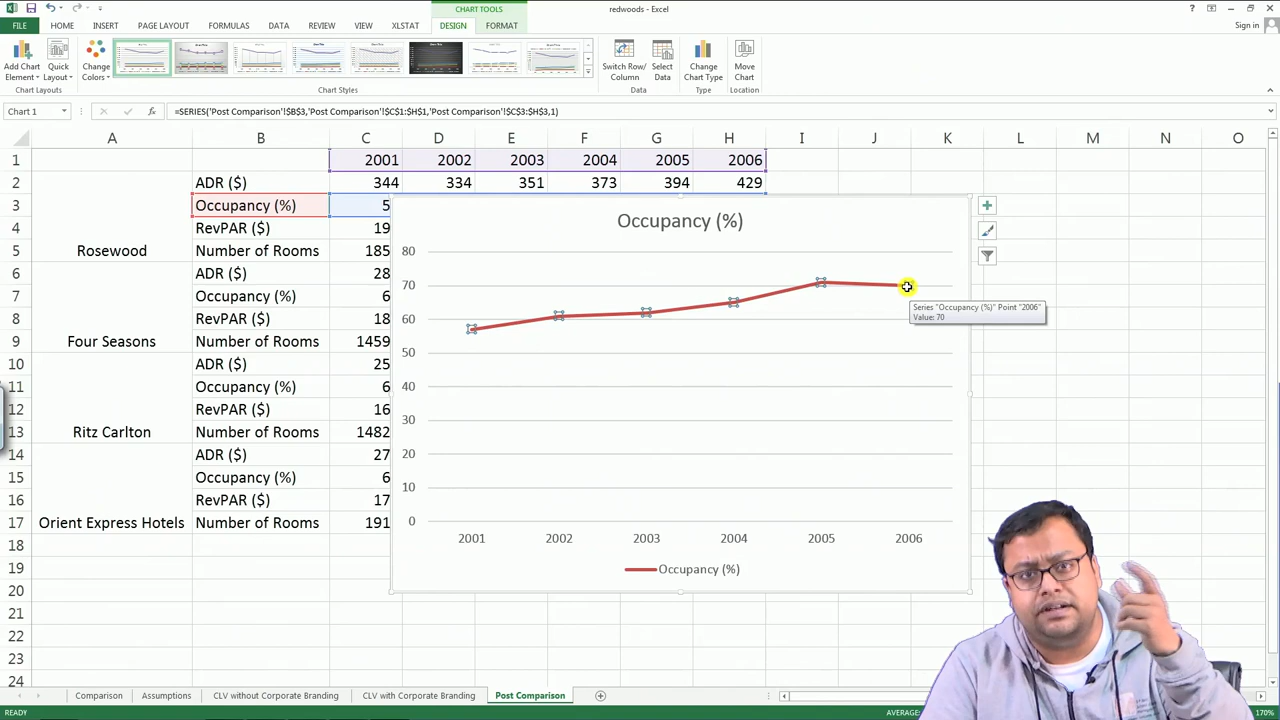 redwoods - Excel
CHART TOOLS
Sign in
FILE HOME INSERT PAGE LAYOUT FORMULAS DATA REVIEW VIEW XLSTAT DESIGN FORMAT
Add Chart Element Quick Layout Change Colors Switch Row/Column Select Data Change Chart Type Move Chart
Chart Layouts Chart Styles Data Type Location
Chart 1 =SERIES('Post Comparison'!$B$3,'Post Comparison'!$C$1:$H$1,'Post Comparison'!$C$3:$H$3,1)
A B C D E F G H I J K L M N O
1 2001 2002 2003 2004 2005 2006
2 ADR ($) 344 334 351 373 394 429
3 Occupancy (%) 5
4 RevPAR ($) 19
5 Rosewood Number of Rooms 185
6 ADR ($) 28
7 Occupancy (%) 6
8 RevPAR ($) 18
9 Four Seasons Number of Rooms 1459
10 ADR ($) 25
11 Occupancy (%) 6
12 RevPAR ($) 16
13 Ritz Carlton Number of Rooms 1482
14 ADR ($) 27
15 Occupancy (%) 6
16 RevPAR ($) 17
17 Orient Express Hotels Number of Rooms 191
18
19
20
21
22
23
24
Occupancy (%)
80
70
60
50
40
30
20
10
0
2001 2002 2003 2004 2005 2006
Occupancy (%)
Series "Occupancy (%)" Point "2006"
Value: 70
Comparison Assumptions CLV without Corporate Branding CLV with Corporate Branding Post Comparison
READY AVERAGE: 170%